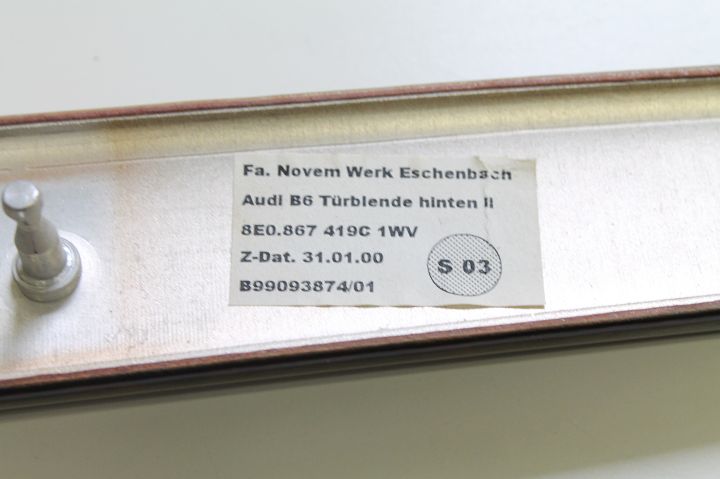 Fa. Novem Werk Eschenbach
Audi B6 Türblende hinten li
8E0.867 419C 1WV
Z-Dat. 31.01.00
S 03
B99093874/01